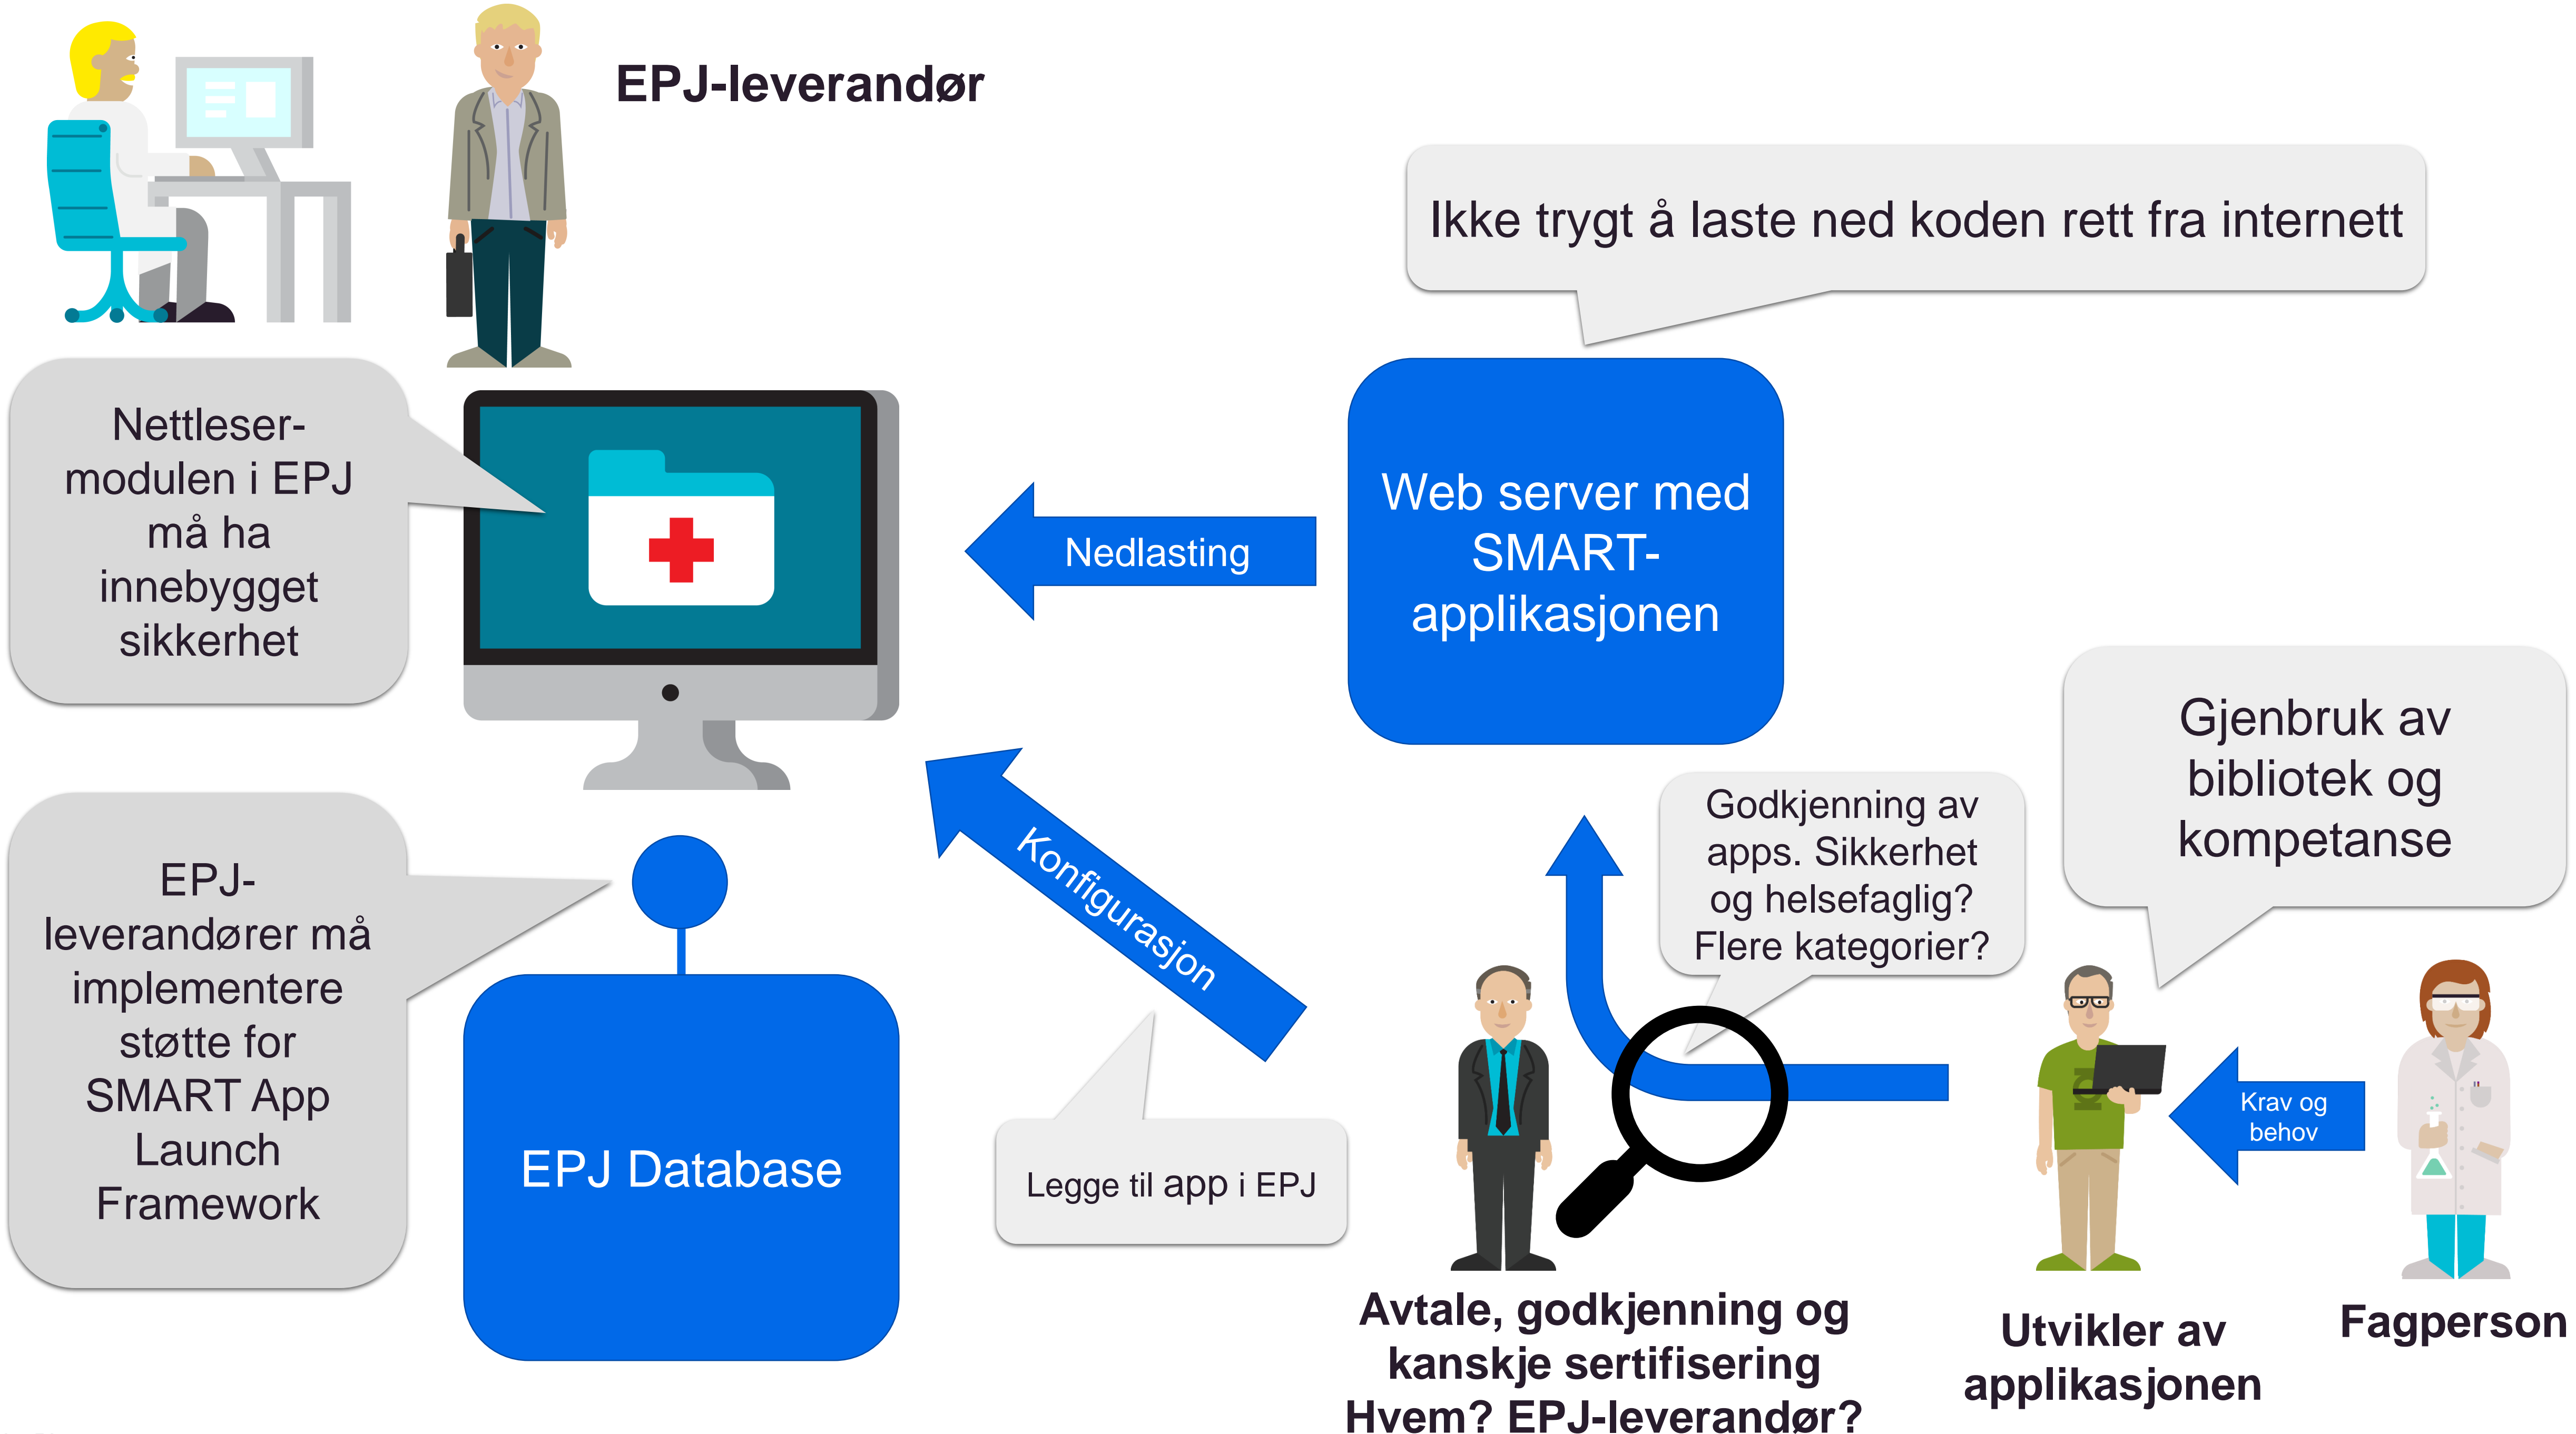 EPJ-leverandør
Ikke trygt å laste ned koden rett fra internett
Nettleser-
modulen i EPJ
må ha
innebygget
sikkerhet
Nedlasting
Web server med
SMART-
applikasjonen
Gjenbruk av
bibliotek og
kompetanse
Godkjenning av
apps. Sikkerhet
og helsefaglig?
Flere kategorier?
Konfigurasjon
EPJ-
leverandører må
implementere
støtte for
SMART App
Launch
Framework
EPJ Database
Legge til app i EPJ
Krav og
behov
Avtale, godkjenning og
kanskje sertifisering
Hvem? EPJ-leverandør?
Utvikler av
applikasjonen
Fagperson